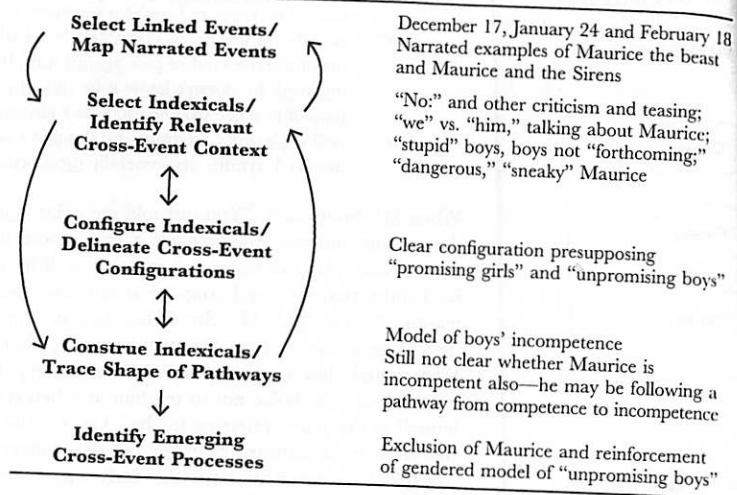 Select Linked Events/
Map Narrated Events
December 17, January 24 and February 18
Narrated examples of Maurice the beast
and Maurice and the Sirens
Select Indexicals/
Identify Relevant
Cross-Event Context
“No:” and other criticism and teasing;
“we” vs. “him,” talking about Maurice;
“stupid” boys, boys not “forthcoming;”
“dangerous,” “sneaky” Maurice
Configure Indexicals/
Delineate Cross-Event
Configurations
Clear configuration presupposing
“promising girls” and “unpromising boys”
Construe Indexicals/
Trace Shape of Pathways
Model of boys’ incompetence
Still not clear whether Maurice is
incompetent also—he may be following a
pathway from competence to incompetence
Identify Emerging
Cross-Event Processes
Exclusion of Maurice and reinforcement
of gendered model of “unpromising boys”